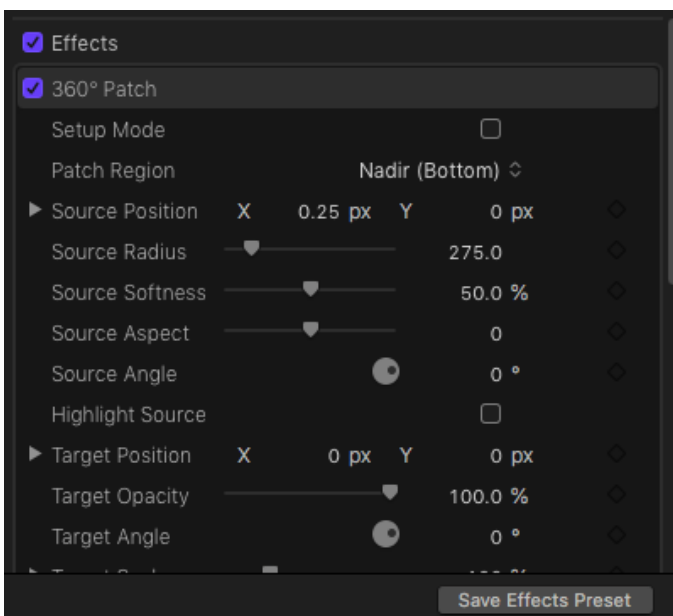 Effects
360° Patch
Setup Mode
Patch Region Nadir (Bottom)
Source Position X 0.25 px Y 0 px
Source Radius 275.0
Source Softness 50.0 %
Source Aspect 0
Source Angle 0 °
Highlight Source
Target Position X 0 px Y 0 px
Target Opacity 100.0 %
Target Angle 0 °
Save Effects Preset